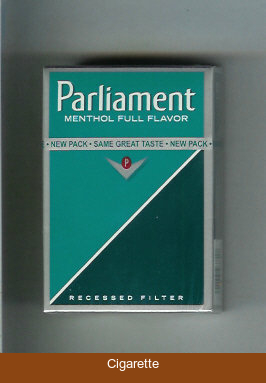 Parliament
MENTHOL FULL FLAVOR
• NEW PACK • SAME GREAT TASTE • NEW PACK •
P
RECESSED FILTER
Cigarette